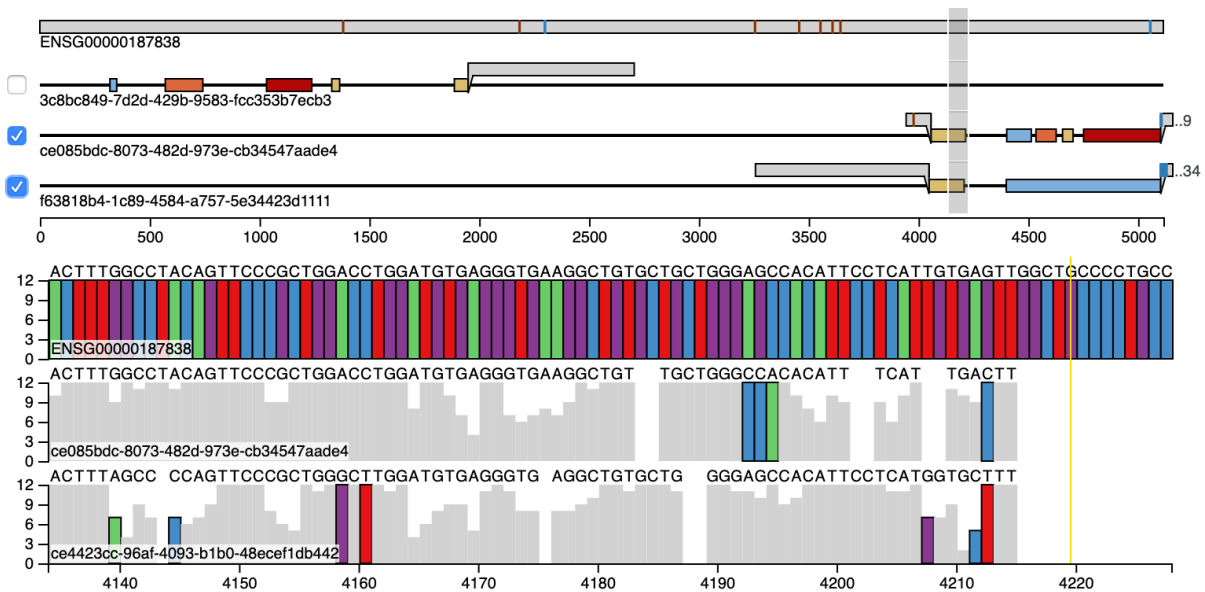 ENSG00000187838
3c8bc849-7d2d-429b-9583-fcc353b7ecb3
..9
ce085bdc-8073-482d-973e-cb34547aade4
..34
f63818b4-1c89-4584-a757-5e34423d1111
0 500 1000 1500 2000 2500 3000 3500 4000 4500 5000
ACTTTGGCCTACAGTTCCCGCTGGACCTGGATGTGAGGGTGAAGGCTGTGCTGCTGGGAGCCACATTCCTCATTGTGAGTTGGCTGCCCCTGCC
12
9
6
3
0
ENSG00000187838
ACTTTGGCCTACAGTTCCCGCTGGACCTGGATGTGAGGGTGAAGGCTGT TGCTGGGCCACACATT TCAT TGACTT
12
9
6
3
0
ce085bdc-8073-482d-973e-cb34547aade4
ACTTTAGCC CCAGTTCCCGCTGGGCTTGGATGTGAGGGTG AGGCTGTGCTG GGGAGCCACATTCCTCATGGTGCTTT
12
9
6
3
0
ce4423cc-96af-4093-b1b0-48ecef1db442
4140 4150 4160 4170 4180 4190 4200 4210 4220